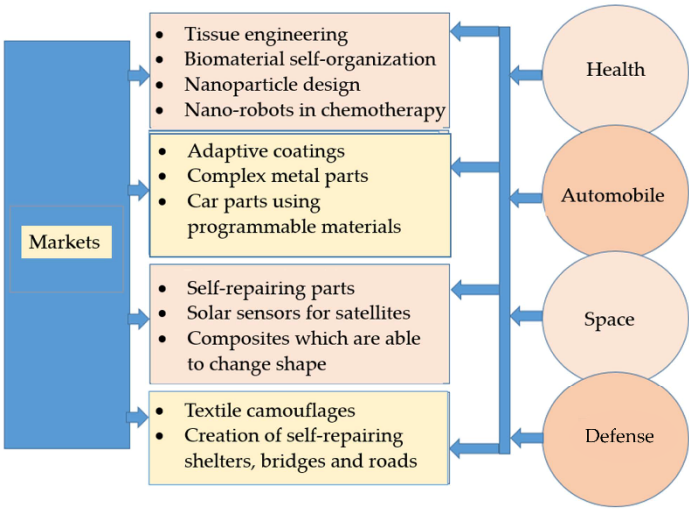 Markets
• Tissue engineering
• Biomaterial self-organization
• Nanoparticle design
• Nano-robots in chemotherapy
• Adaptive coatings
• Complex metal parts
• Car parts using
programmable materials
• Self-repairing parts
• Solar sensors for satellites
• Composites which are able
to change shape
• Textile camouflages
• Creation of self-repairing
shelters, bridges and roads
Health
Automobile
Space
Defense